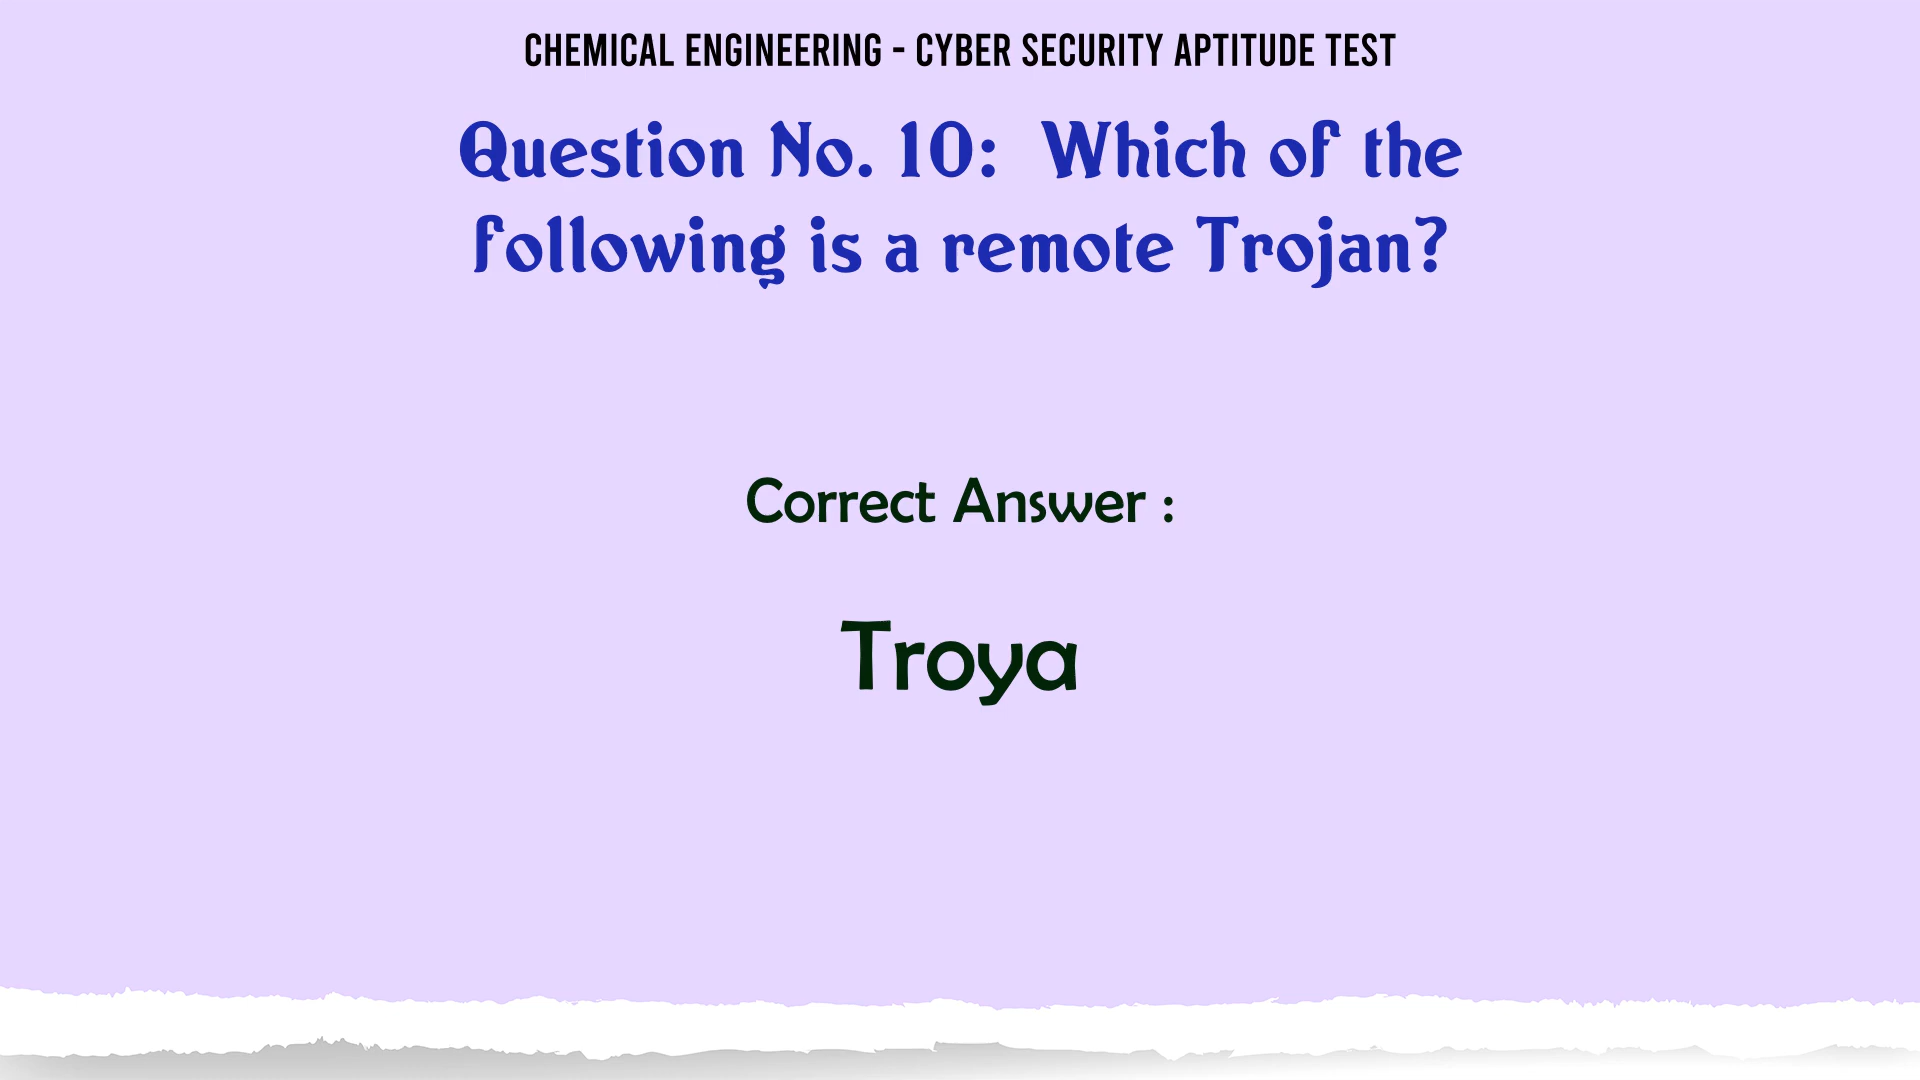 CHEMICAL ENGINEERING - CYBER SECURITY APTITUDE TEST
Question No. 10: Which of the
following is a remote Trojan?
Correct Answer :
Troya